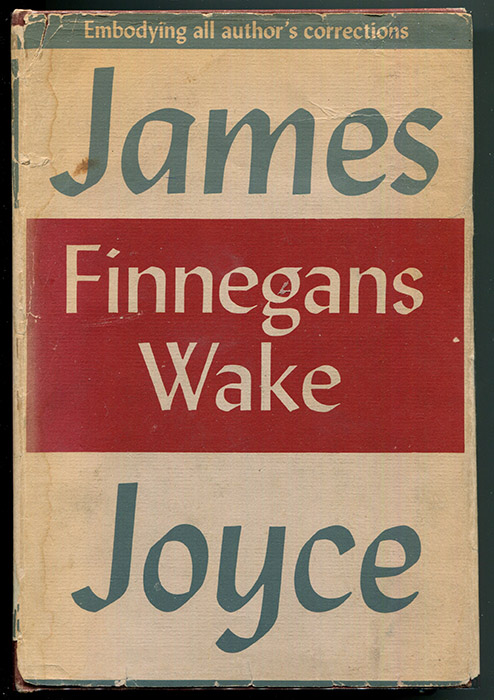 Embodying all author's corrections
James
Finnegans
Wake
Joyce